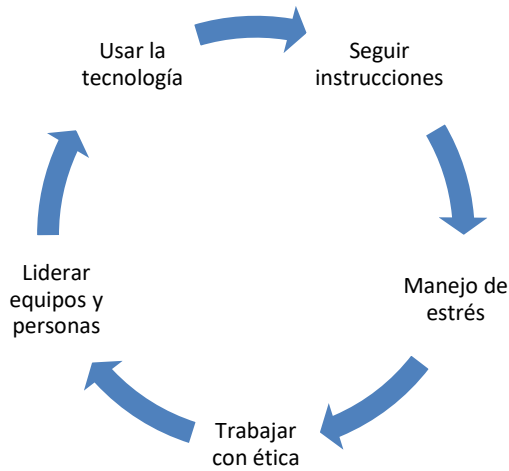 Usar la
tecnología
Seguir
instrucciones
Manejo de
estrés
Trabajar
con ética
Liderar
equipos y
personas